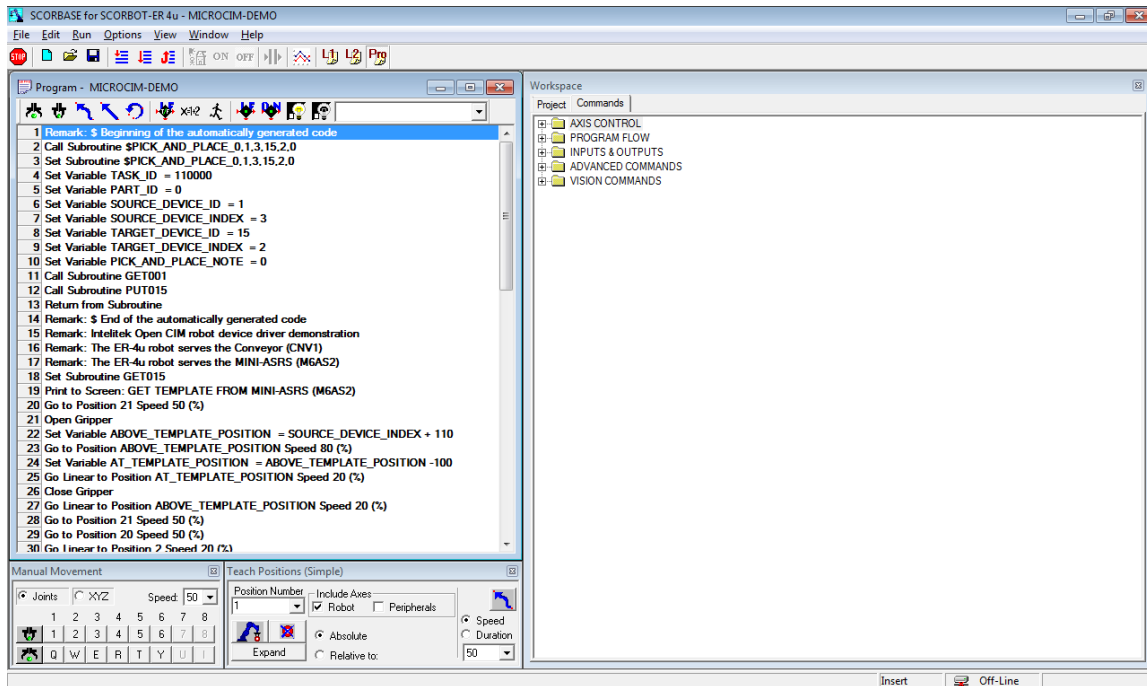 SCORBASE for SCORBOT-ER 4u - MICROCIM-DEMO
File Edit Run Options View Window Help
STOP ON OFF L1 L2 Prg
Program - MICROCIM-DEMO
1 Remark: $ Beginning of the automatically generated code
2 Call Subroutine $PICK_AND_PLACE_0,1,3,15,2,0
3 Set Subroutine $PICK_AND_PLACE_0,1,3,15,2,0
4 Set Variable TASK_ID = 110000
5 Set Variable PART_ID = 0
6 Set Variable SOURCE_DEVICE_ID = 1
7 Set Variable SOURCE_DEVICE_INDEX = 3
8 Set Variable TARGET_DEVICE_ID = 15
9 Set Variable TARGET_DEVICE_INDEX = 2
10 Set Variable PICK_AND_PLACE_NOTE = 0
11 Call Subroutine GET001
12 Call Subroutine PUT015
13 Return from Subroutine
14 Remark: $ End of the automatically generated code
15 Remark: Intelitek Open CIM robot device driver demonstration
16 Remark: The ER-4u robot serves the Conveyor (CNV1)
17 Remark: The ER-4u robot serves the MINI-ASRS (M6AS2)
18 Set Subroutine GET015
19 Print to Screen: GET TEMPLATE FROM MINI-ASRS (M6AS2)
20 Go to Position 21 Speed 50 (%)
21 Open Gripper
22 Set Variable ABOVE_TEMPLATE_POSITION = SOURCE_DEVICE_INDEX + 110
23 Go to Position ABOVE_TEMPLATE_POSITION Speed 80 (%)
24 Set Variable AT_TEMPLATE_POSITION = ABOVE_TEMPLATE_POSITION -100
25 Go Linear to Position AT_TEMPLATE_POSITION Speed 20 (%)
26 Close Gripper
27 Go Linear to Position ABOVE_TEMPLATE_POSITION Speed 20 (%)
28 Go to Position 21 Speed 50 (%)
29 Go to Position 20 Speed 50 (%)
30 Go Linear to Position 2 Speed 20 (%)
Workspace
Project Commands
AXIS CONTROL
PROGRAM FLOW
INPUTS & OUTPUTS
ADVANCED COMMANDS
VISION COMMANDS
Manual Movement
Joints XYZ Speed: 50
1 2 3 4 5 6 7 8
1 2 3 4 5 6 7 8
Q W E R T Y U I
Teach Positions (Simple)
Position Number
1
Include Axes
Robot Peripherals
Absolute
Relative to:
Expand
Speed
Duration
50
Insert Off-Line